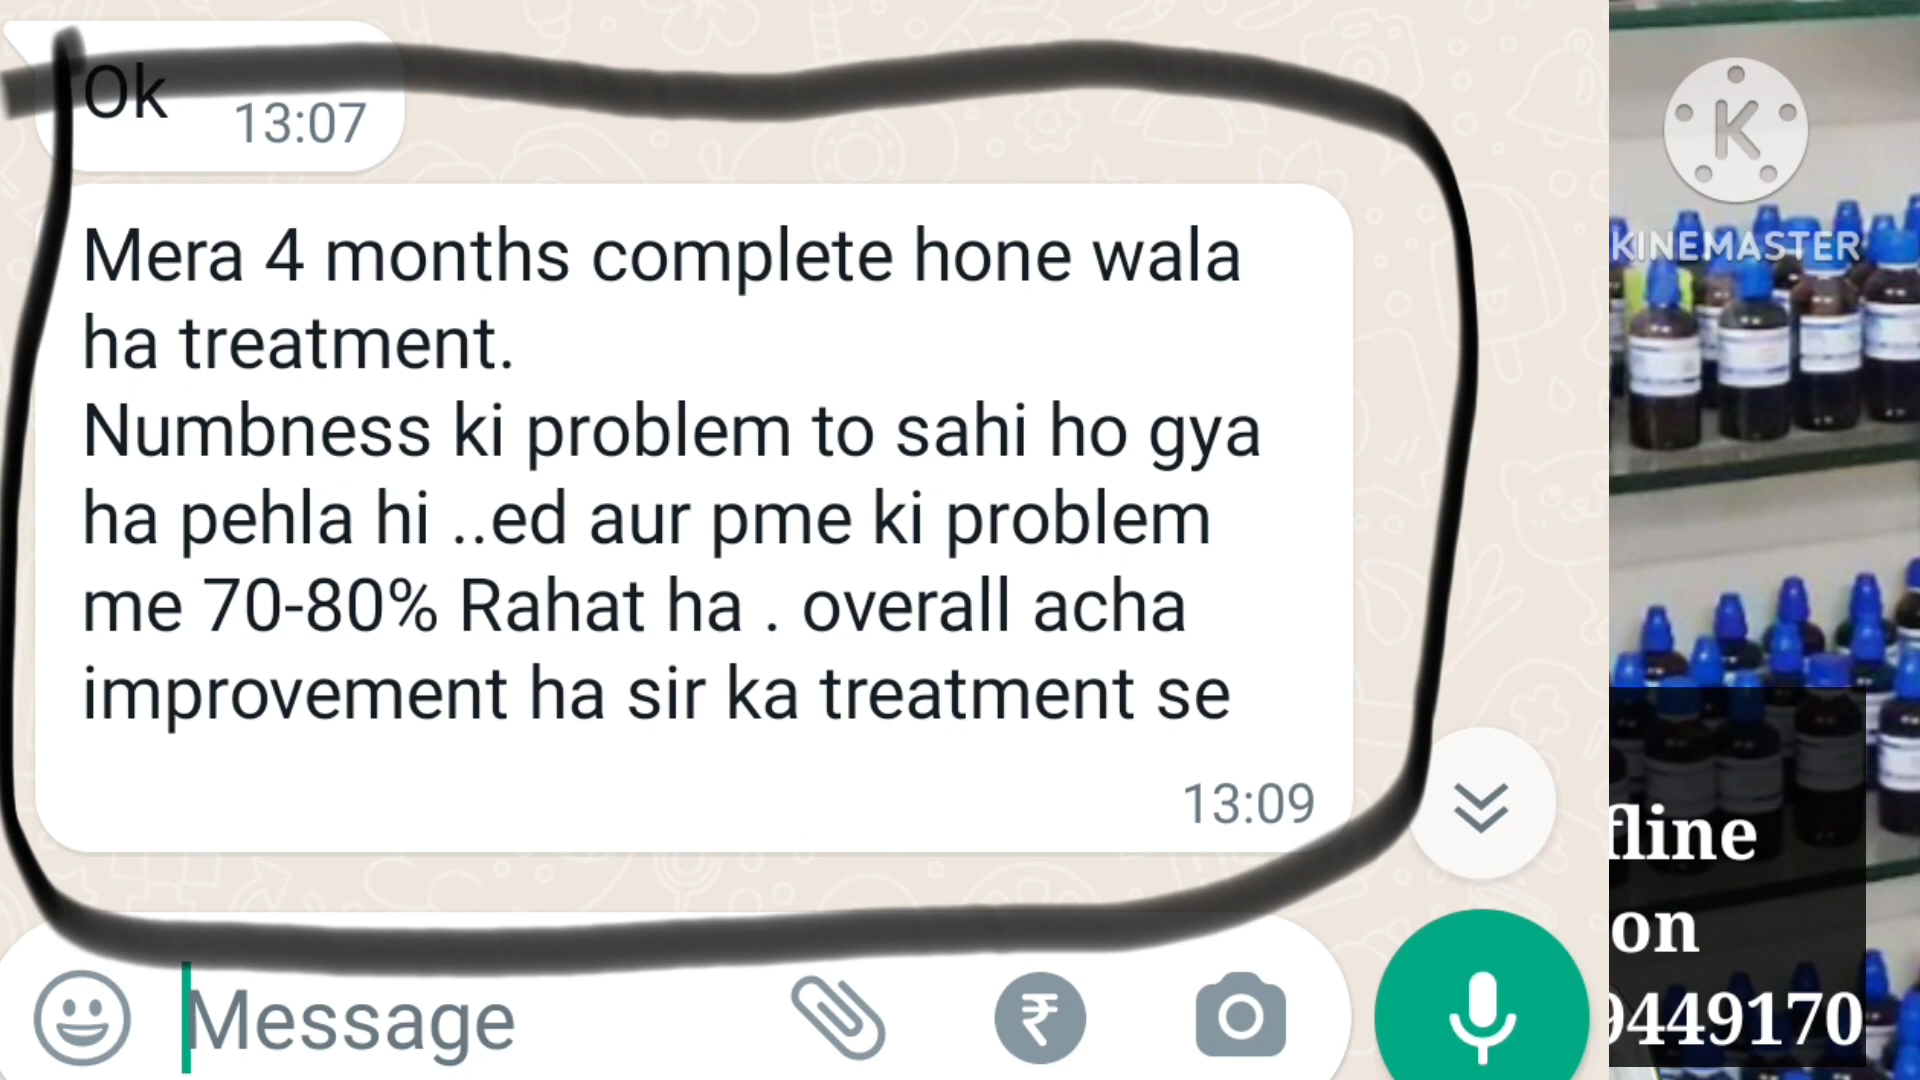 Ok
13:07
Mera 4 months complete hone wala
ha treatment.
Numbness ki problem to sahi ho gya
ha pehla hi ..ed aur pme ki problem
me 70-80% Rahat ha . overall acha
improvement ha sir ka treatment se
13:09
Message
K
KINEMASTER
fline
on
9449170